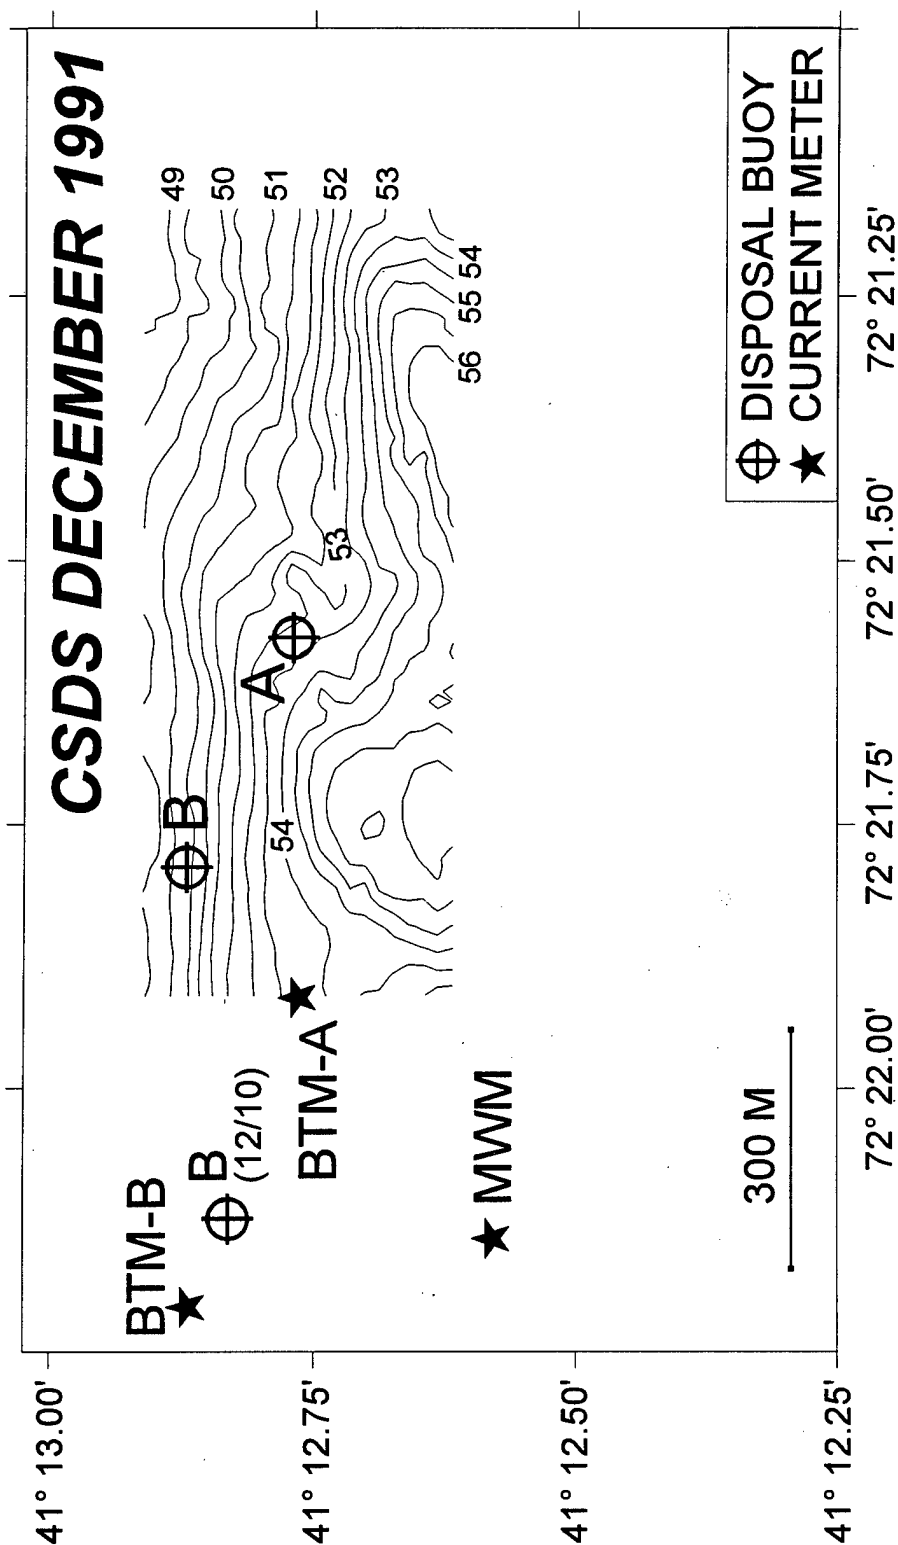 CSDS DECEMBER 1991
BTM-B
B
(12/10)
BTM-A
MWM
B
A
54
53
49
50
51
52
53
54
55
56
300 M
DISPOSAL BUOY
CURRENT METER
41° 13.00'
41° 12.75'
41° 12.50'
41° 12.25'
72° 22.00'
72° 21.75'
72° 21.50'
72° 21.25'